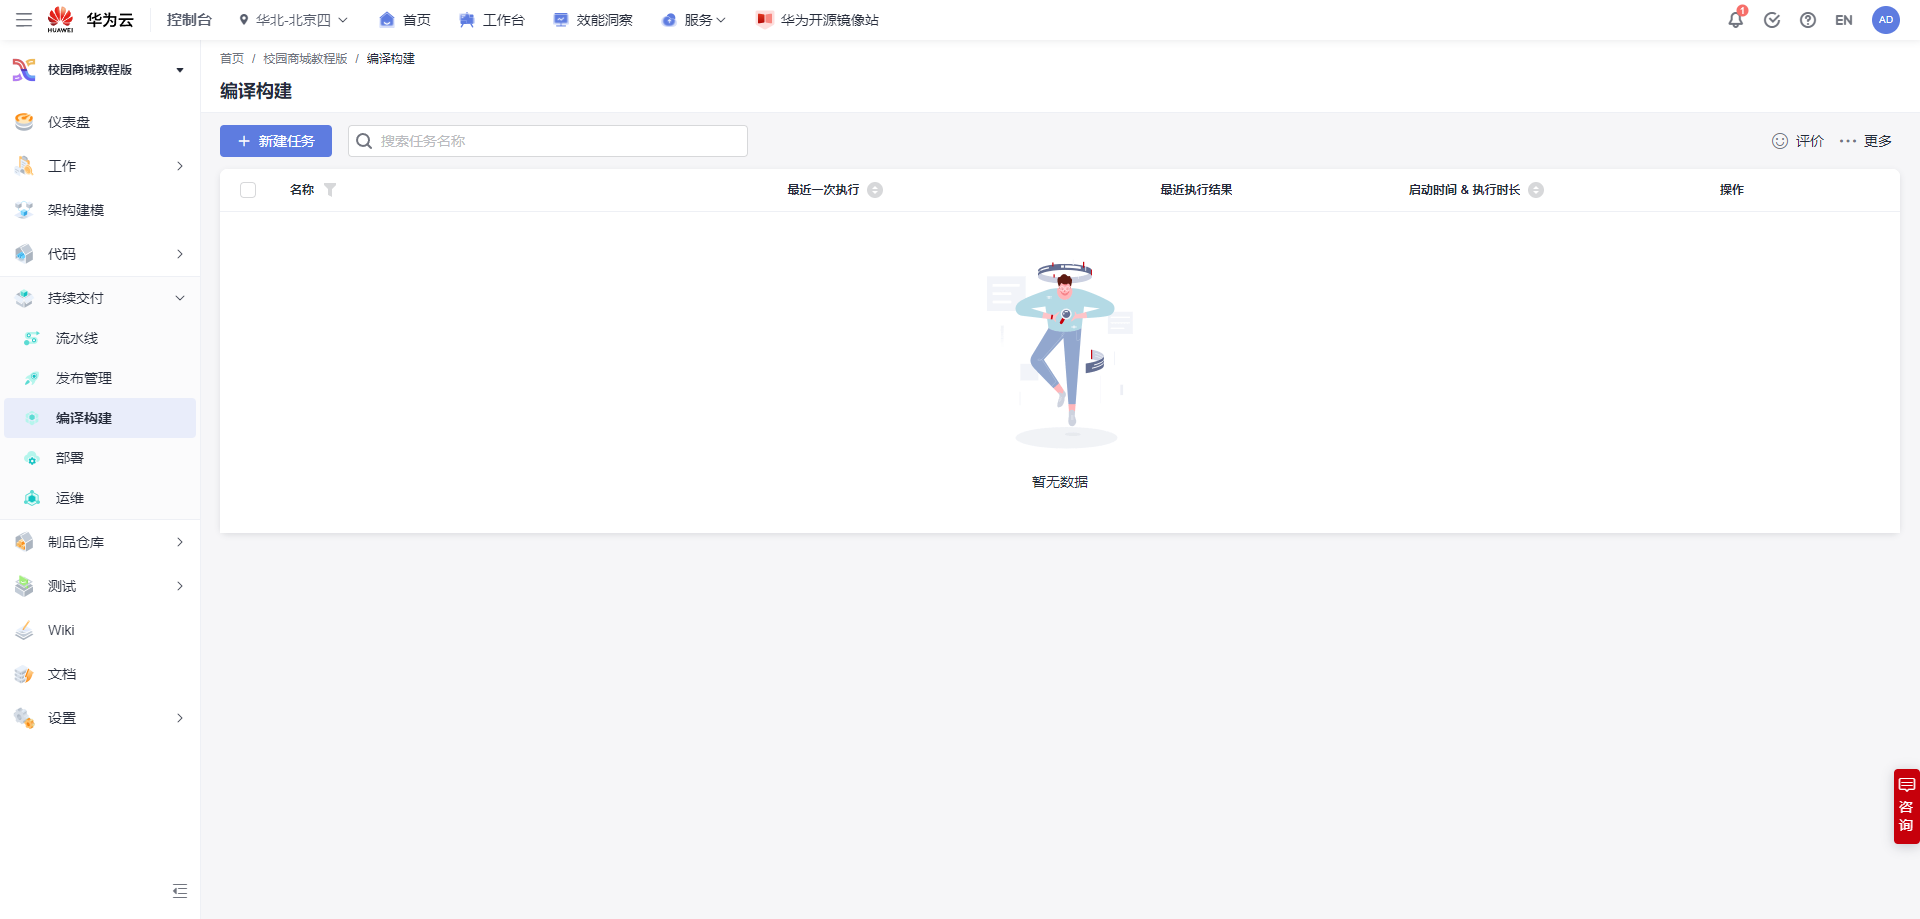 HUAWEI
华为云
控制台
华北-北京四
首页
工作台
效能洞察
服务
华为开源镜像站
1
EN
AD
校园商城教程版
仪表盘
工作
架构建模
代码
持续交付
流水线
发布管理
编译构建
部署
运维
制品仓库
测试
Wiki
文档
设置
首页 / 校园商城教程版 / 编译构建
编译构建
新建任务
搜索任务名称
评价
更多
名称
最近一次执行
最近执行结果
启动时间 & 执行时长
操作
暂无数据
咨
询